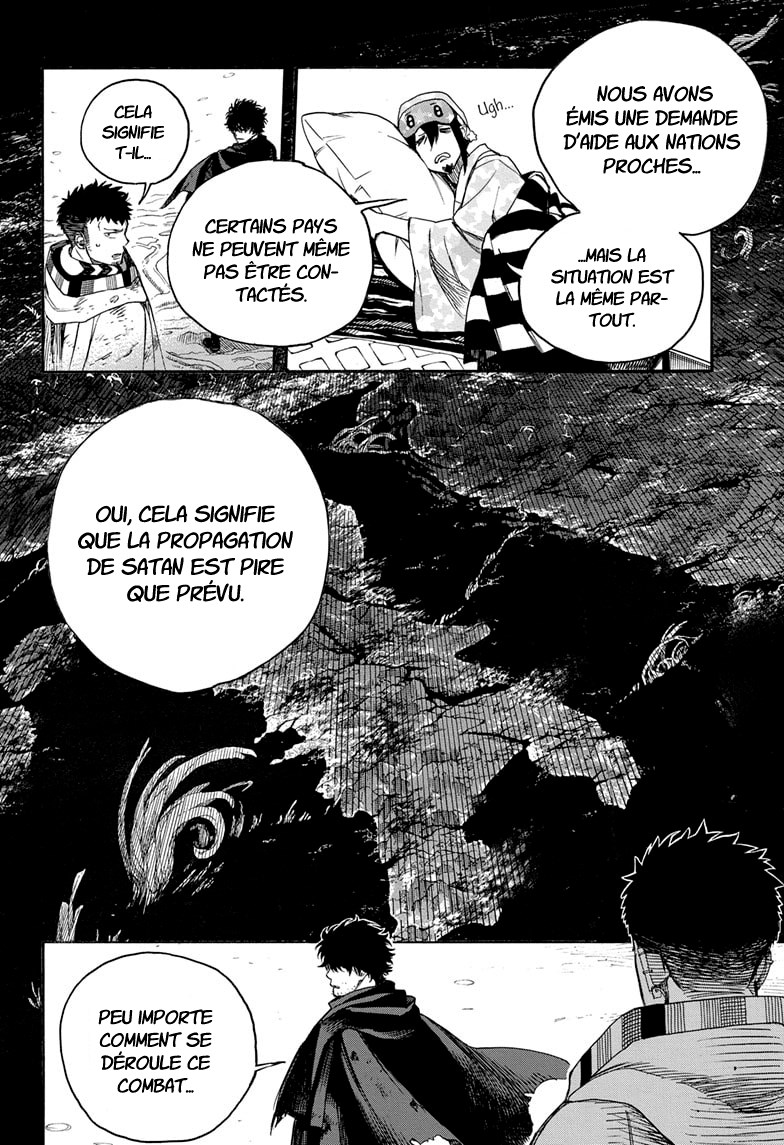 NOUS AVONS
ÉMIS UNE DEMANDE
D'AIDE AUX NATIONS
PROCHES...
...MAIS LA
SITUATION EST
LA MÊME PAR-
TOUT.
Ugh...
CERTAINS PAYS
NE PEUVENT MÊME
PAS ÊTRE CON-
TACTÉS.
CELA
SIGNIFIE
T-IL...
OUI, CELA SIGNIFIE
QUE LA PROPAGATION
DE SATAN EST PIRE
QUE PRÉVU.
PEU IMPORTE
COMMENT SE
DÉROULE CE
COMBAT...